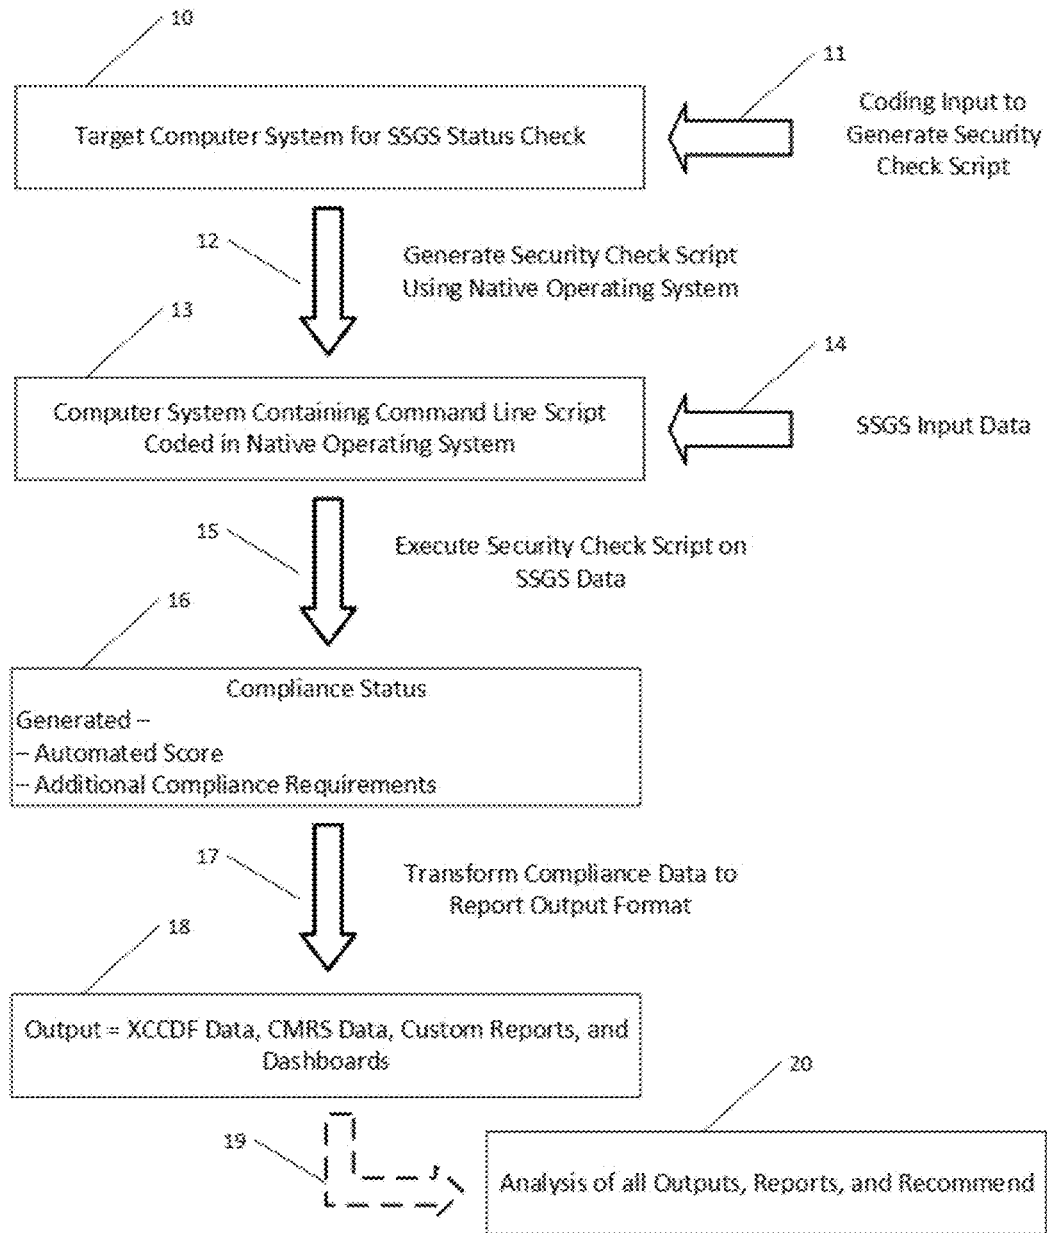 10
Target Computer System for SSGS Status Check
11
Coding Input to
Generate Security
Check Script
12
Generate Security Check Script
Using Native Operating System
13
Computer System Containing Command Line Script
Coded in Native Operating System
14
SSGS Input Data
15
Execute Security Check Script on
SSGS Data
16
Compliance Status
Generated –
– Automated Score
– Additional Compliance Requirements
17
Transform Compliance Data to
Report Output Format
18
Output = XCCDF Data, CMRS Data, Custom Reports, and
Dashboards
19
20
Analysis of all Outputs, Reports, and Recommend